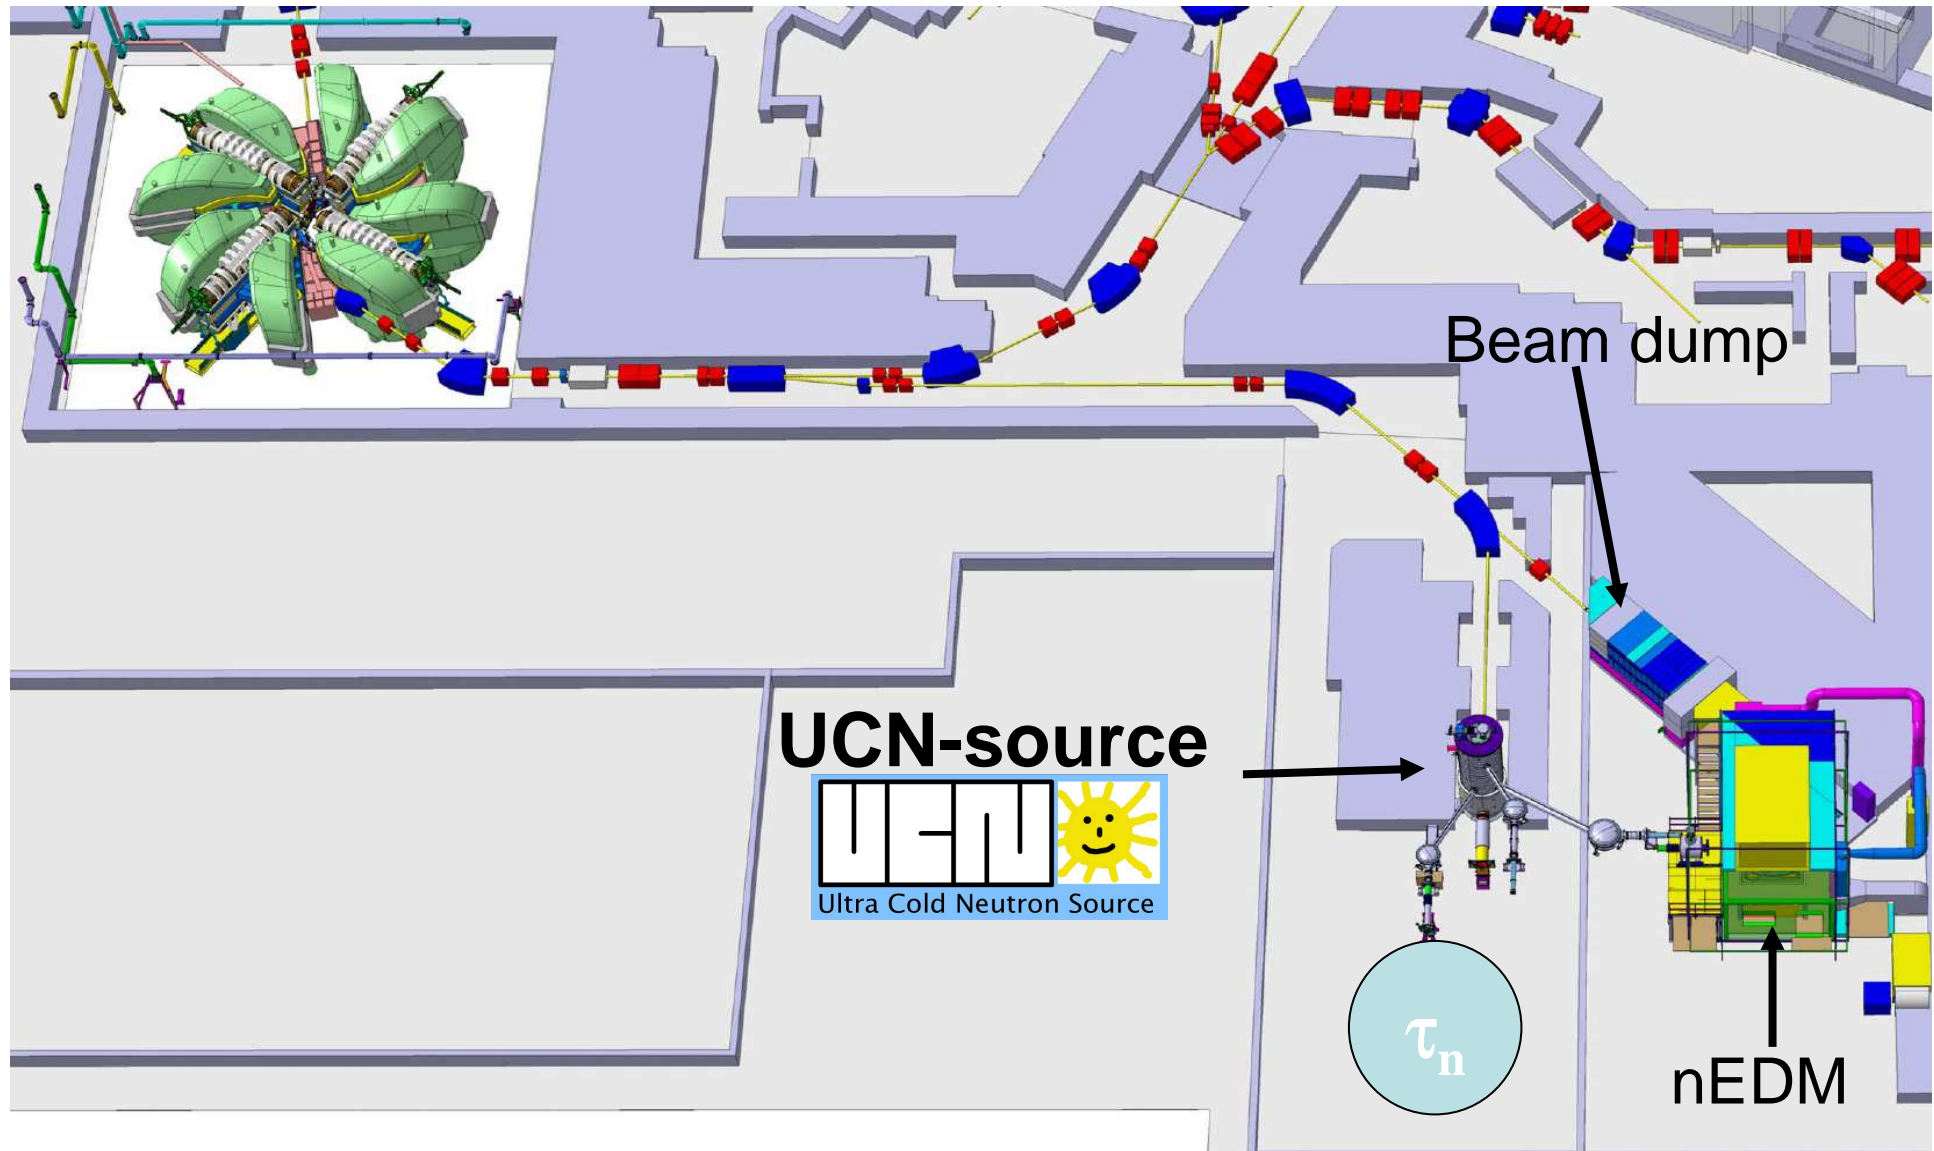 Beam dump
UCN-source
UCN
Ultra Cold Neutron Source
τn
nEDM